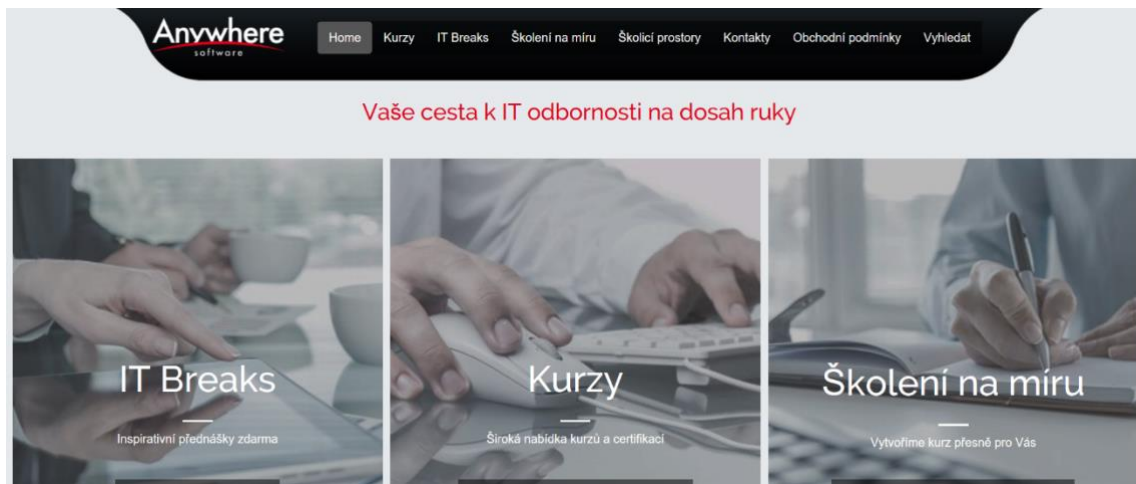 Anywhere
software
Home Kurzy IT Breaks Školení na míru Školicí prostory Kontakty Obchodní podmínky Vyhledat
Vaše cesta k IT odbornosti na dosah ruky
IT Breaks
Inspirativní přednášky zdarma
Kurzy
Široká nabídka kurzů a certifikací
Školení na míru
Vytvoříme kurz přesně pro Vás